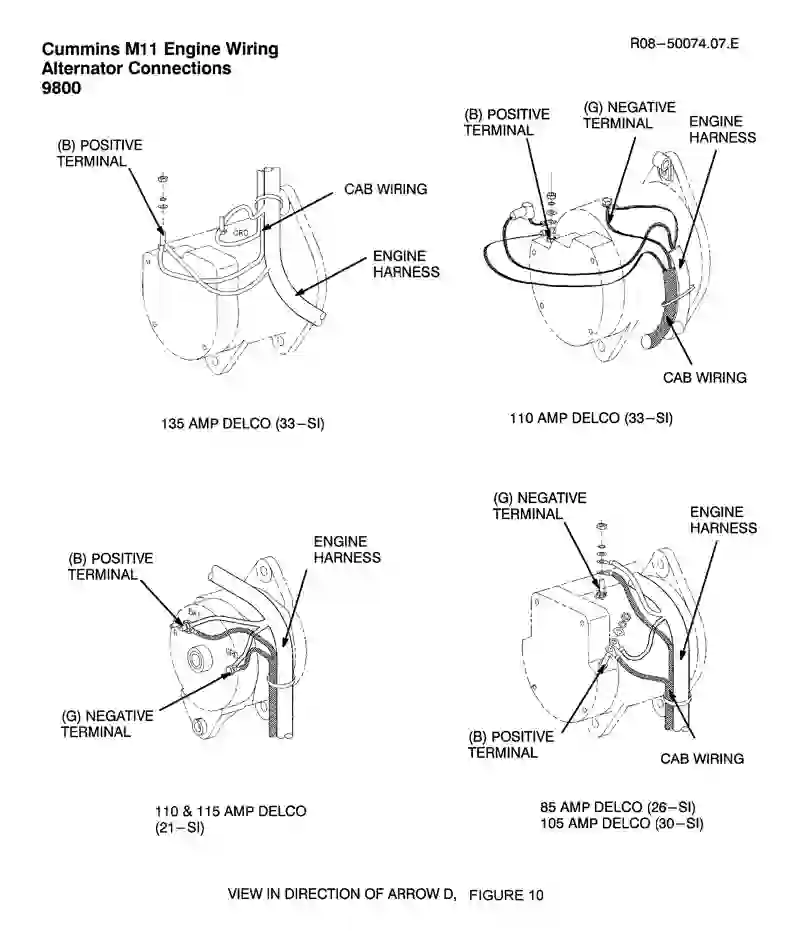 Cummins M11 Engine Wiring
Alternator Connections
9800
R08-50074.07.E
(B) POSITIVE
TERMINAL
GRD
CAB WIRING
ENGINE
HARNESS
135 AMP DELCO (33-SI)
(B) POSITIVE
TERMINAL
(G) NEGATIVE
TERMINAL
ENGINE
HARNESS
CAB WIRING
110 AMP DELCO (33-SI)
(B) POSITIVE
TERMINAL
ENGINE
HARNESS
GRD
(G) NEGATIVE
TERMINAL
110 & 115 AMP DELCO
(21-SI)
(G) NEGATIVE
TERMINAL
ENGINE
HARNESS
(B) POSITIVE
TERMINAL
CAB WIRING
85 AMP DELCO (26-SI)
105 AMP DELCO (30-SI)
VIEW IN DIRECTION OF ARROW D, FIGURE 10